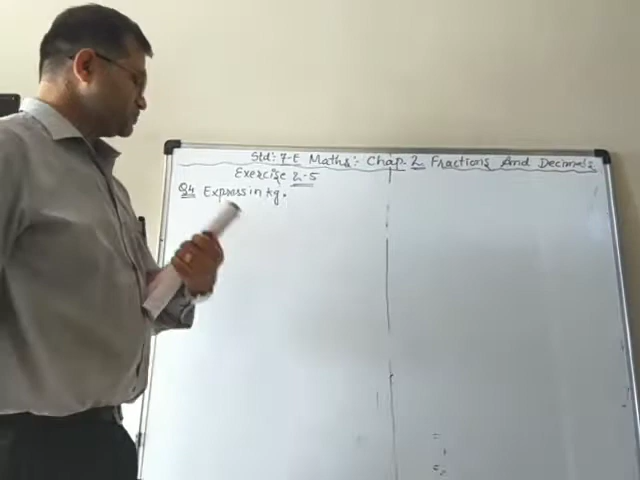 Std: 7-E Maths: Chap. 2 Fractions And Decimals
Exercise 2.5
Q4 Express in kg.